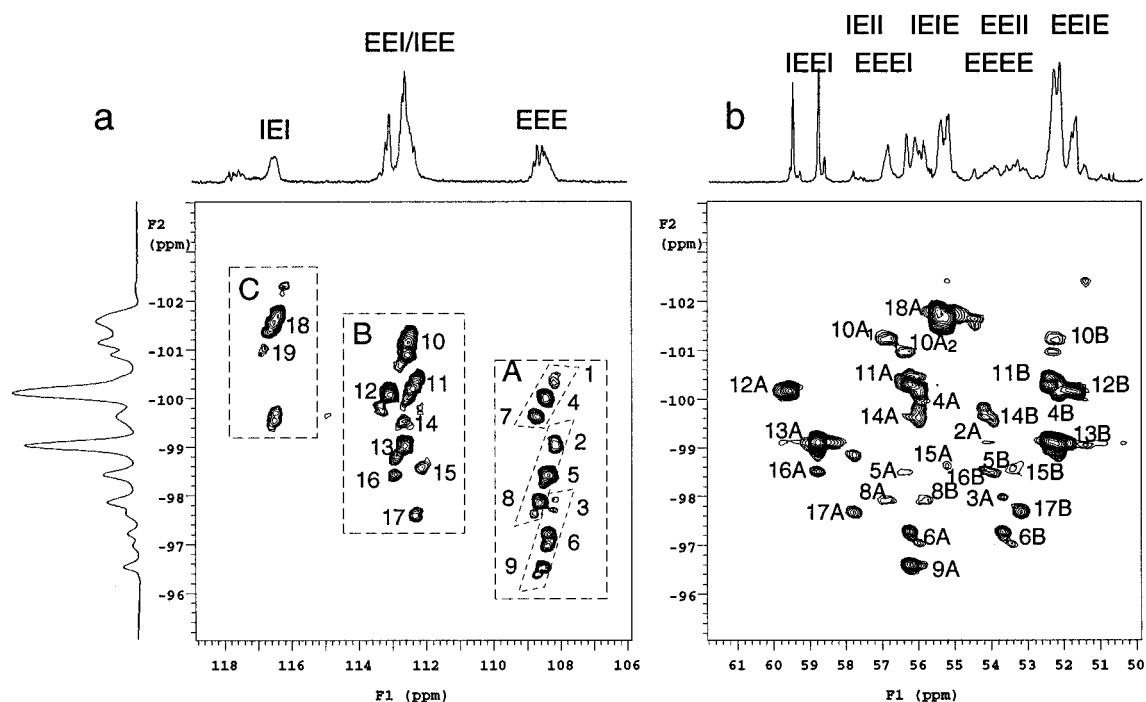 IEII IEIE EEII EEIE
EEI/IEE IEEI EEEI EEEE
a IEI EEE b
F2
(ppm)
C 18 19
B 10 12 11 14 13 16 15 17
A 1 4 7 2 5 8 3 6 9
-102
-101
-100
-99
-98
-97
-96
118 116 114 112 110 108 106
F1 (ppm)
F2
(ppm)
-102
-101
-100
-99
-98
-97
-96
18A
10A1 10A2 10B
11A 11B
12A 4A 12B
14A 14B 4B
13A 2A 13B
15A 5B
16A 5A 16B 15B
8A 8B 3A
17A 17B
6A 6B
9A
61 60 59 58 57 56 55 54 53 52 51 50
F1 (ppm)